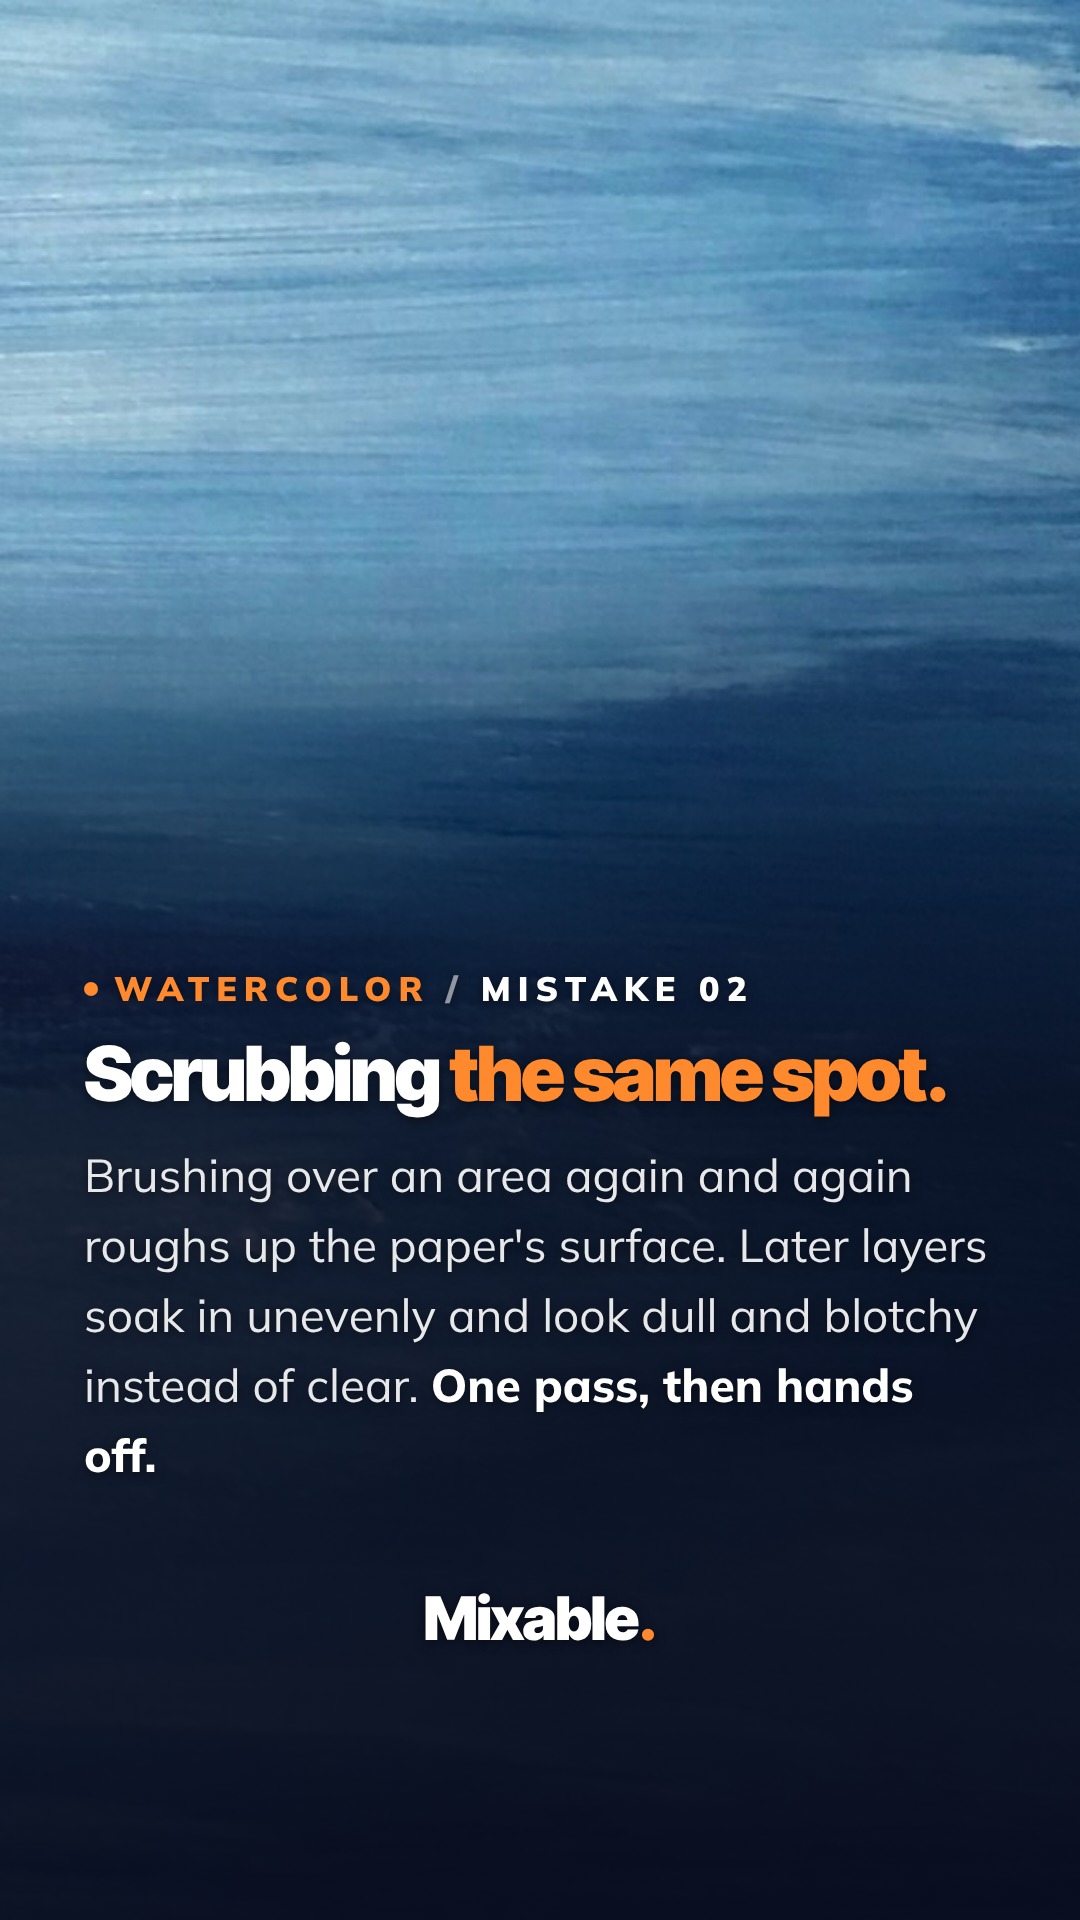 • WATERCOLOR / MISTAKE 02
Scrubbing the same spot.
Brushing over an area again and again
roughs up the paper's surface. Later layers
soak in unevenly and look dull and blotchy
instead of clear. One pass, then hands
off.
Mixable.